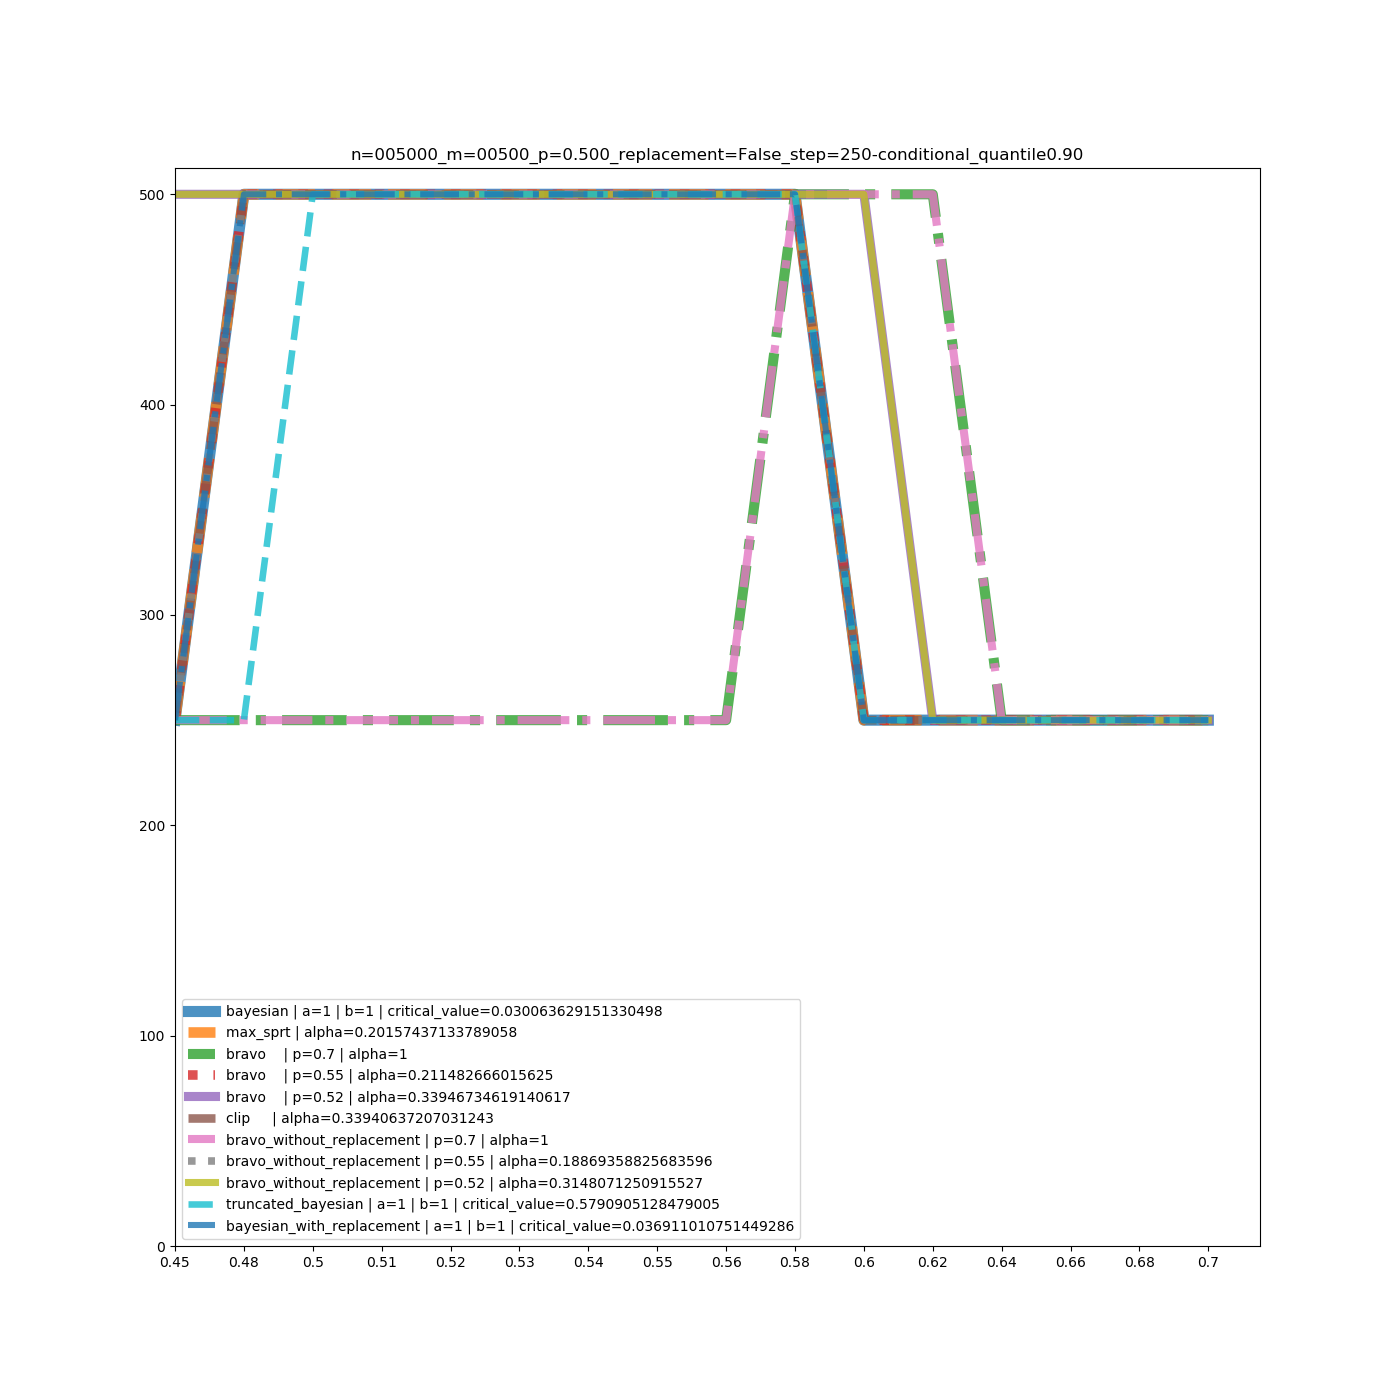 n=005000_m=00500_p=0.500_replacement=False_step=250-conditional_quantile0.90
500
400
300
200
100
0
bayesian | a=1 | b=1 | critical_value=0.030063629151330498
max_sprt | alpha=0.20157437133789058
bravo | p=0.7 | alpha=1
bravo | p=0.55 | alpha=0.211482666015625
bravo | p=0.52 | alpha=0.33946734619140617
clip | alpha=0.33940637207031243
bravo_without_replacement | p=0.7 | alpha=1
bravo_without_replacement | p=0.55 | alpha=0.18869358825683596
bravo_without_replacement | p=0.52 | alpha=0.3148071250915527
truncated_bayesian | a=1 | b=1 | critical_value=0.5790905128479005
bayesian_with_replacement | a=1 | b=1 | critical_value=0.036911010751449286
0.45 0.48 0.5 0.51 0.52 0.53 0.54 0.55 0.56 0.58 0.6 0.62 0.64 0.66 0.68 0.7